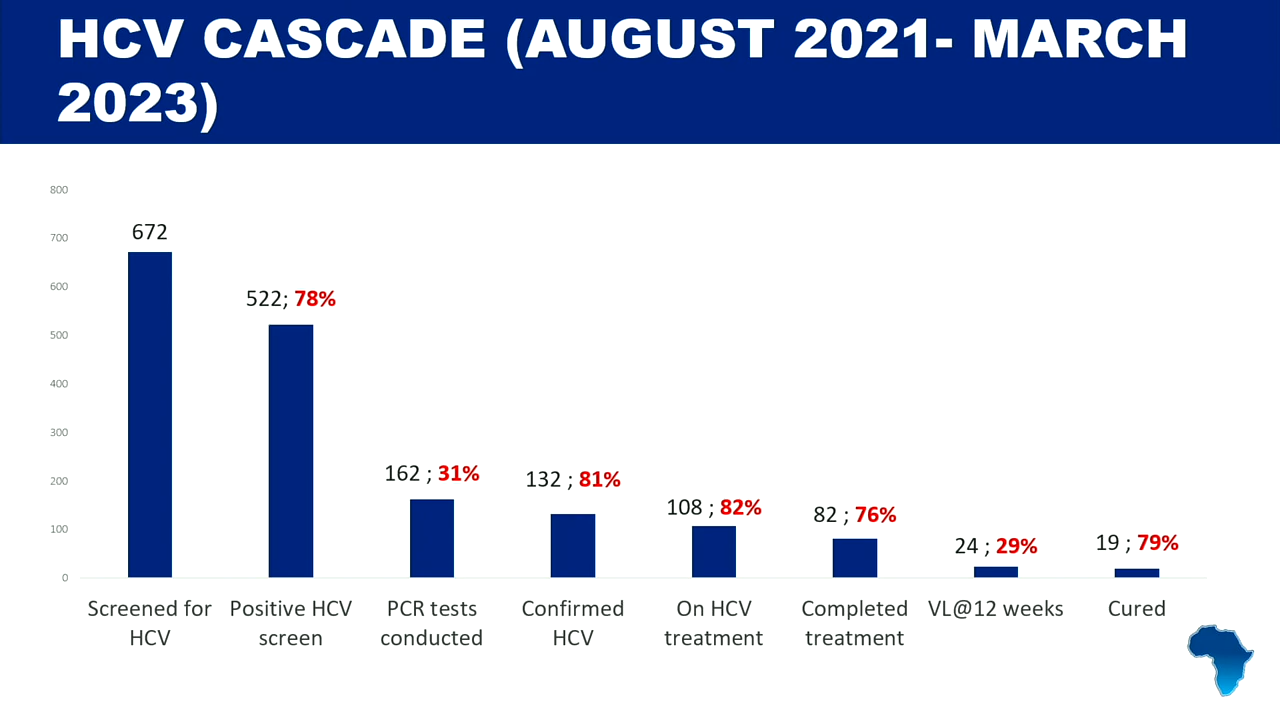 HCV CASCADE (AUGUST 2021- MARCH
2023)
800
700
600
500
400
300
200
100
0
672
522; 78%
162 ; 31%
132 ; 81%
108 ; 82%
82 ; 76%
24 ; 29%
19 ; 79%
Screened for
HCV
Positive HCV
screen
PCR tests
conducted
Confirmed
HCV
On HCV
treatment
Completed
treatment
VL@12 weeks
Cured